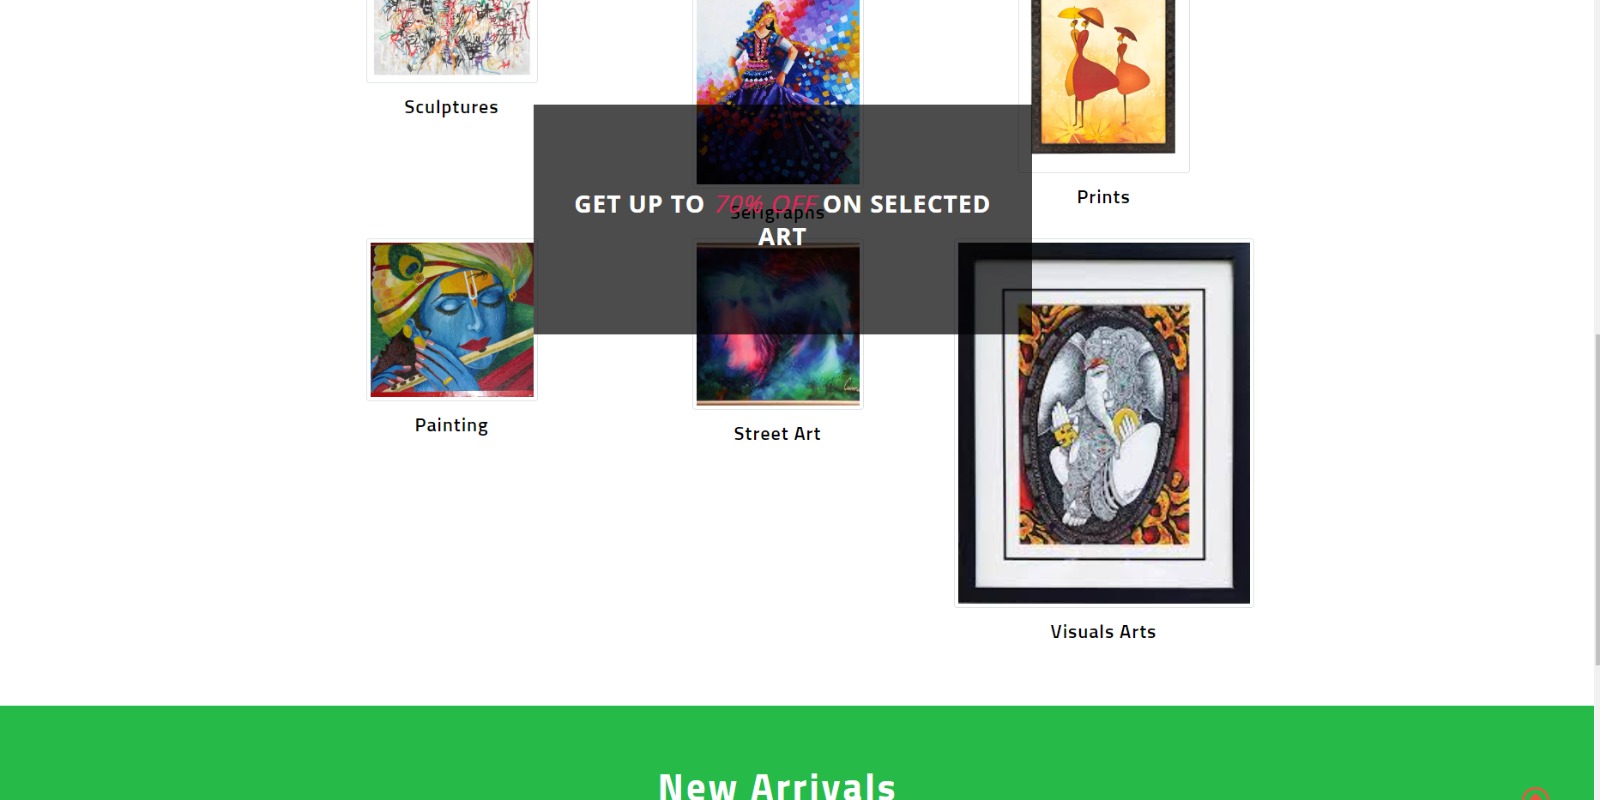 Sculptures
Prints
GET UP TO 70% OFF ON SELECTED
ART
Serigraphs
Painting
Street Art
Visuals Arts
New Arrivals